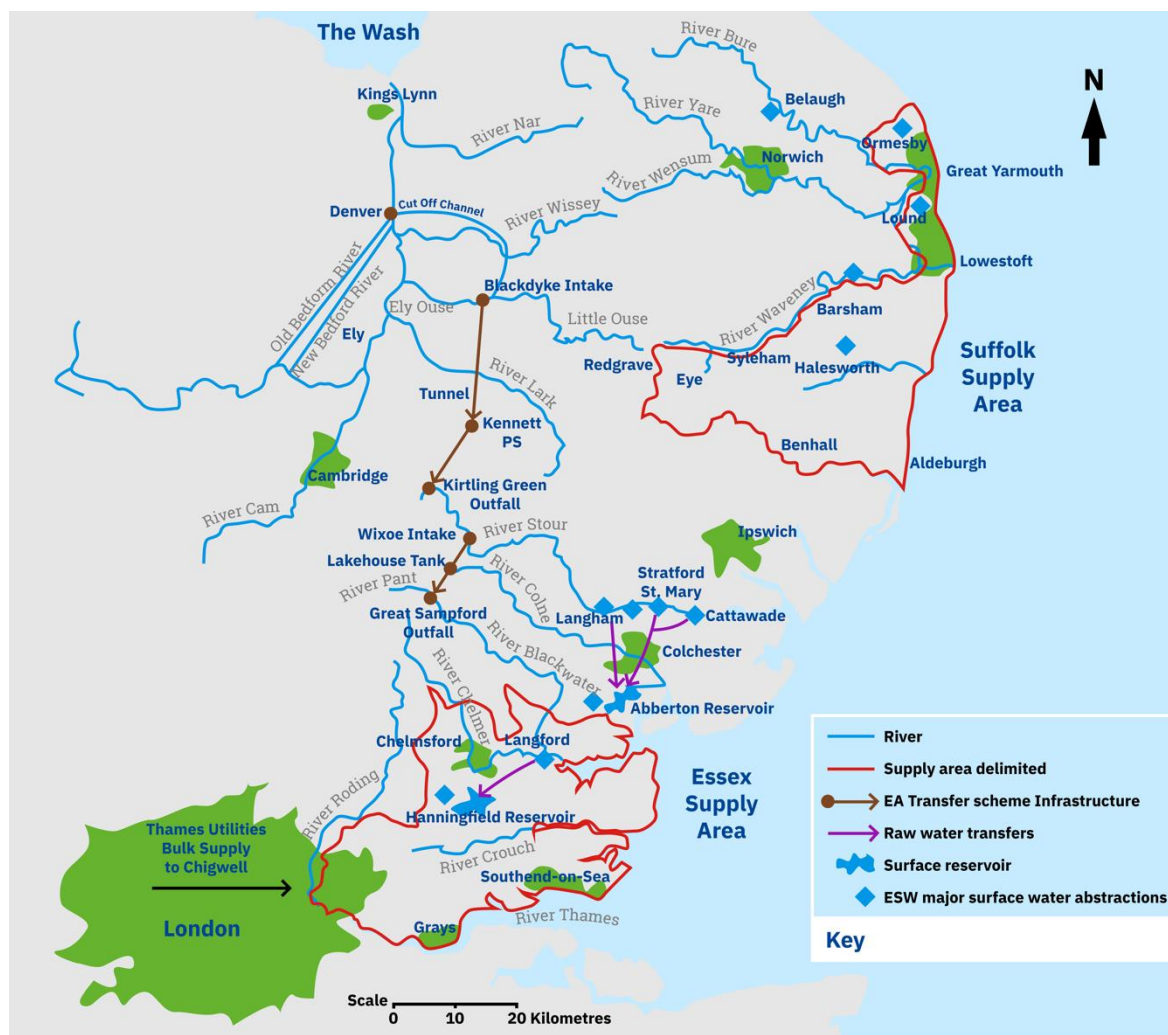 The Wash
River Bure
N
Kings Lynn
River Yare
Belaugh
River Nar
Ormesby
Norwich
River Wensum
Great Yarmouth
Denver
Cut Off Channel
River Wissey
Lound
Lowestoft
Old Bedform River
New Bedford River
Blackdyke Intake
Ely Ouse
Little Ouse
River Waveney
Barsham
Ely
Redgrave
Syleham
Eye
Halesworth
Suffolk
Supply
Area
Tunnel
River Lark
Kennett
PS
Benhall
Aldeburgh
Cambridge
Kirtling Green
Outfall
River Cam
Wixoe Intake
River Stour
Ipswich
Lakehouse Tank
River Pant
River Colne
Stratford
St. Mary
Great Sampford
Outfall
Langham
Cattawade
Colchester
River Blackwater
River Chelmer
Abberton Reservoir
Chelmsford
Langford
Essex
Supply
Area
River Roding
Hanningfield Reservoir
Thames Utilities
Bulk Supply
to Chigwell
River Crouch
Southend-on-Sea
London
Grays
River Thames
River
Supply area delimited
EA Transfer scheme Infrastructure
Raw water transfers
Surface reservoir
ESW major surface water abstractions
Key
Scale
0 10 20 Kilometres